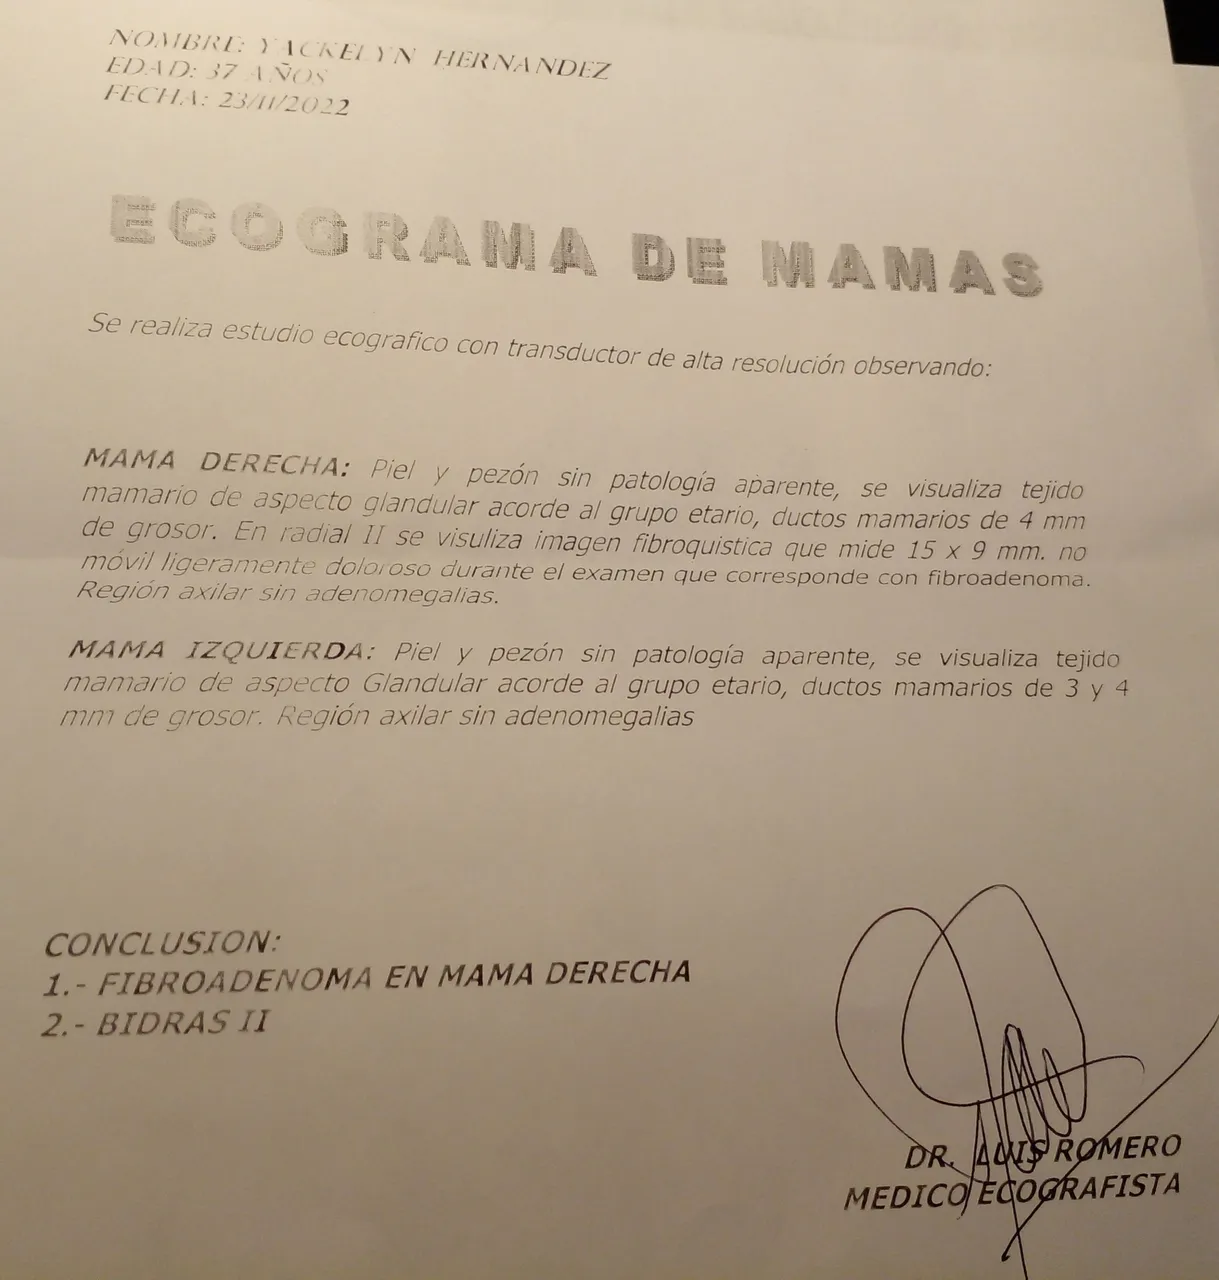 NOMBRE: YACKELYN HERNANDEZ
EDAD: 37 AÑOS
FECHA: 23/11/2022
ECOGRAMA DE MAMAS
Se realiza estudio ecografico con transductor de alta resolución observando:
MAMA DERECHA: Piel y pezón sin patología aparente, se visualiza tejido
mamario de aspecto glandular acorde al grupo etario, ductos mamarios de 4 mm
de grosor. En radial II se visuliza imagen fibroquistica que mide 15 x 9 mm. no
móvil ligeramente doloroso durante el examen que corresponde con fibroadenoma.
Región axilar sin adenomegalias.
MAMA IZQUIERDA: Piel y pezón sin patología aparente, se visualiza tejido
mamario de aspecto Glandular acorde al grupo etario, ductos mamarios de 3 y 4
mm de grosor. Región axilar sin adenomegalias
CONCLUSION:
1.- FIBROADENOMA EN MAMA DERECHA
2.- BIDRAS II
DR. LUIS ROMERO
MEDICO ECOGRAFISTA